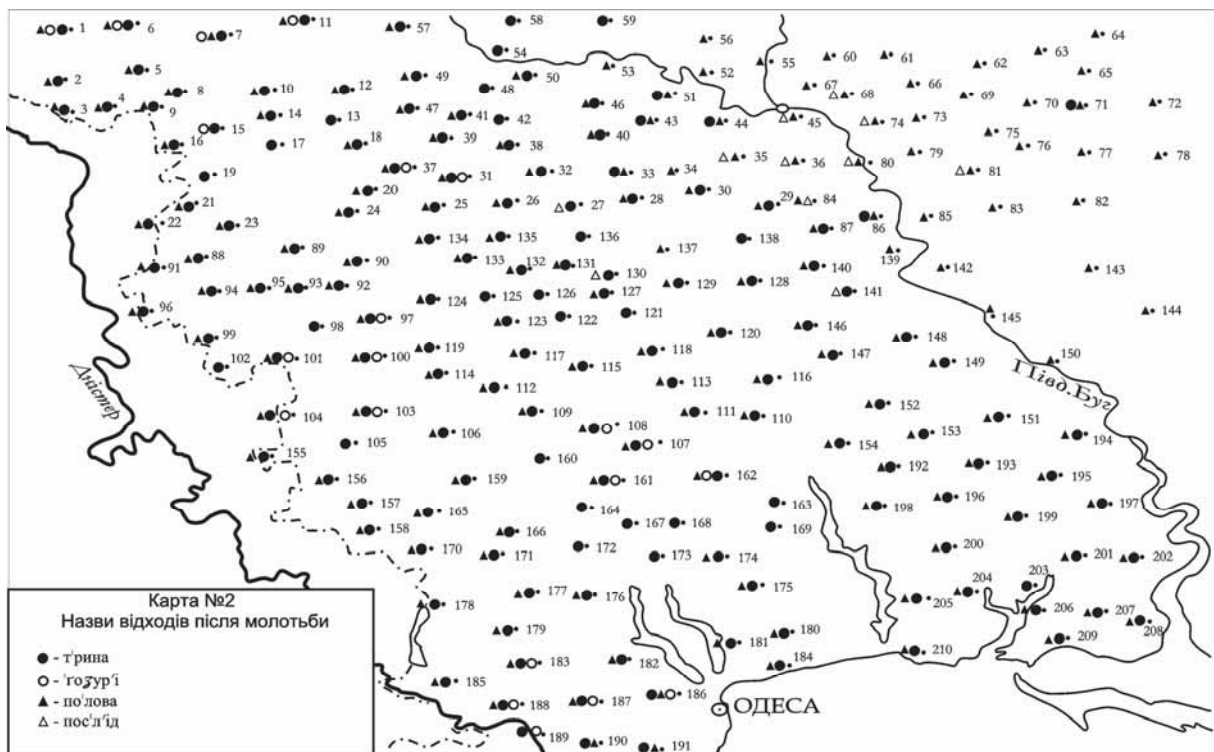 1 6 7 11 57 58 59
56 60 61 63 64
2 5 8 10 12 49 54 48 50 53 52 55 62 65
67 66 68 69 70 71 72
3 4 9 14 13 47 41 42 46 51 43 44 45 74 73
15 16 17 18 39 38 40 75 76 77 78
35 36 80 79 81
19 37 31 32 33 34
21 20 24 25 26 27 28 30 29 84 82
22 23 87 86 85 83
89 134 135 136 137 138 139
91 88 90 133 132 131 130 140 142 143
94 95 93 92 124 125 126 127 129 128 141
96 98 97 123 122 121 120 146 145 144
99 102 101 100 119 117 118 147 148 149 150
114 112 115 113 116
Дністер
Півд.Буг
104 103 109 111 110 152 151
105 106 108 107 154 153 194
155 160 192 193
156 159 161 162 195
157 165 164 163 198 196 197
158 166 167 168 169 199
170 171 172 173 174 200 201 202
178 177 176 175 205 204 203
179 180 206 207 208
183 182 181 184 210 209
185 188 187 186
ОДЕСА
189 190 191
Карта №2
Назви відходів після молотьби
- т'рина
- по'лова
- пос'л'ід